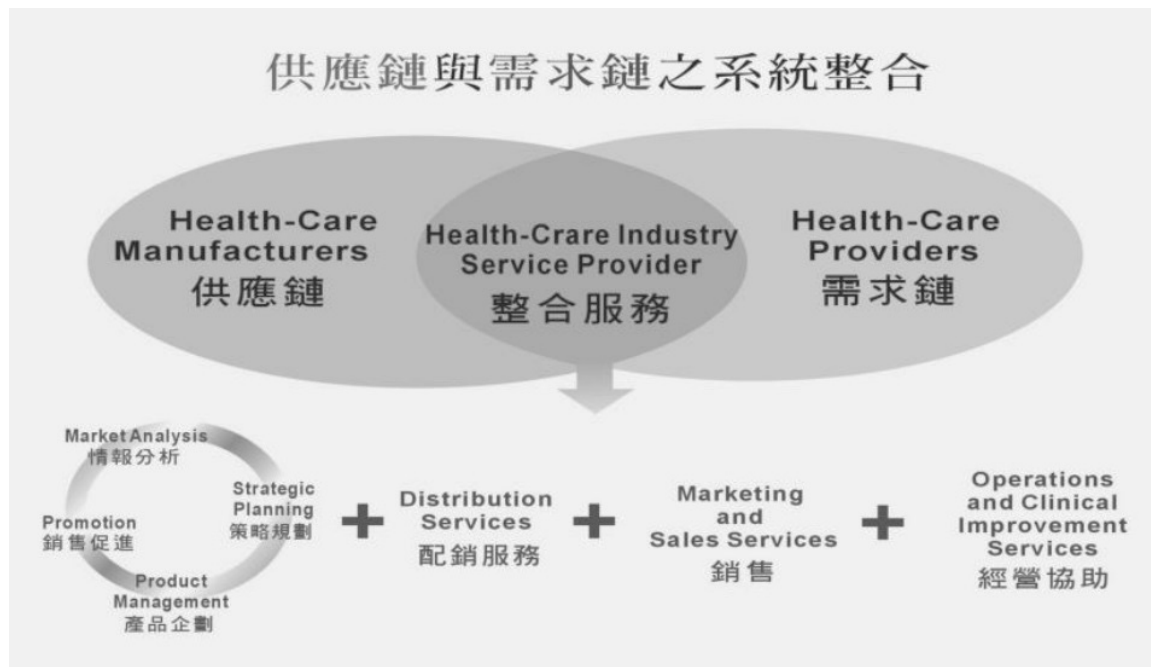 供應鏈與需求鏈之系統整合
Health-Care
Manufacturers
供應鏈
Health-Crare Industry
Service Provider
整合服務
Health-Care
Providers
需求鏈
Market Analysis
情報分析
Strategic
Planning
策略規劃
Promotion
銷售促進
Product
Management
產品企劃
+
Distribution
Services
配銷服務
+
Marketing
and
Sales Services
銷售
+
Operations
and Clinical
Improvement
Services
經營協助